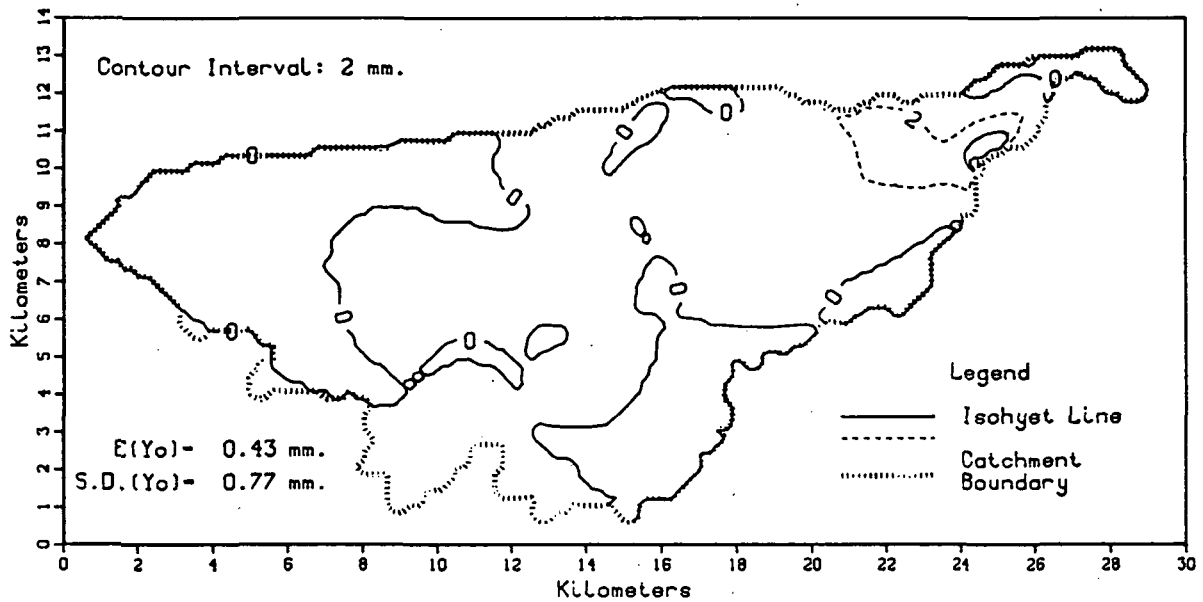 14
13
12
11
10
9
8
7
6
5
4
3
2
1
0
Kilometers
Contour Interval: 2 mm.
0
0
0
0
0
0
0
0
0
0
E(Yo)= 0.43 mm.
S.D.(Yo)= 0.77 mm.
Legend
Isohyet Line
Catchment
Boundary
0 2 4 6 8 10 12 14 16 18 20 22 24 26 28 30
Kilometers